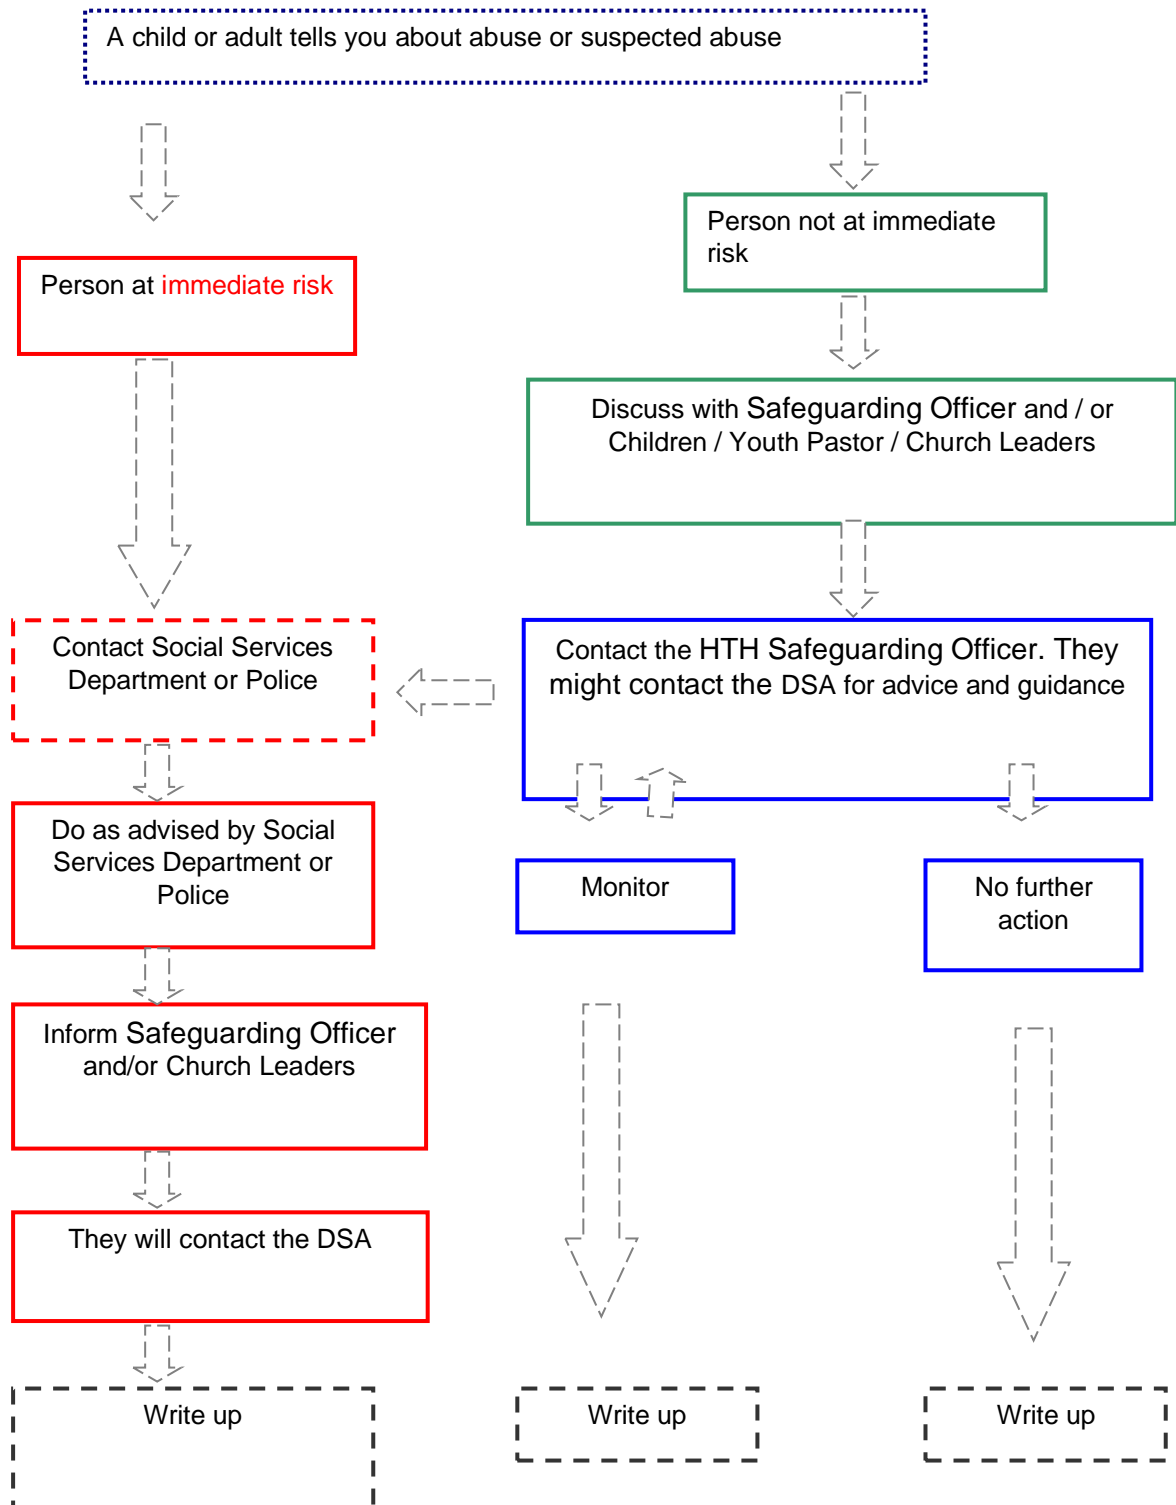 A child or adult tells you about abuse or suspected abuse
Person not at immediate
risk
Person at immediate risk
Discuss with Safeguarding Officer and / or
Children / Youth Pastor / Church Leaders
Contact Social Services
Department or Police
Contact the HTH Safeguarding Officer. They
might contact the DSA for advice and guidance
Do as advised by Social
Services Department or
Police
Monitor
No further
action
Inform Safeguarding Officer
and/or Church Leaders
They will contact the DSA
Write up
Write up
Write up